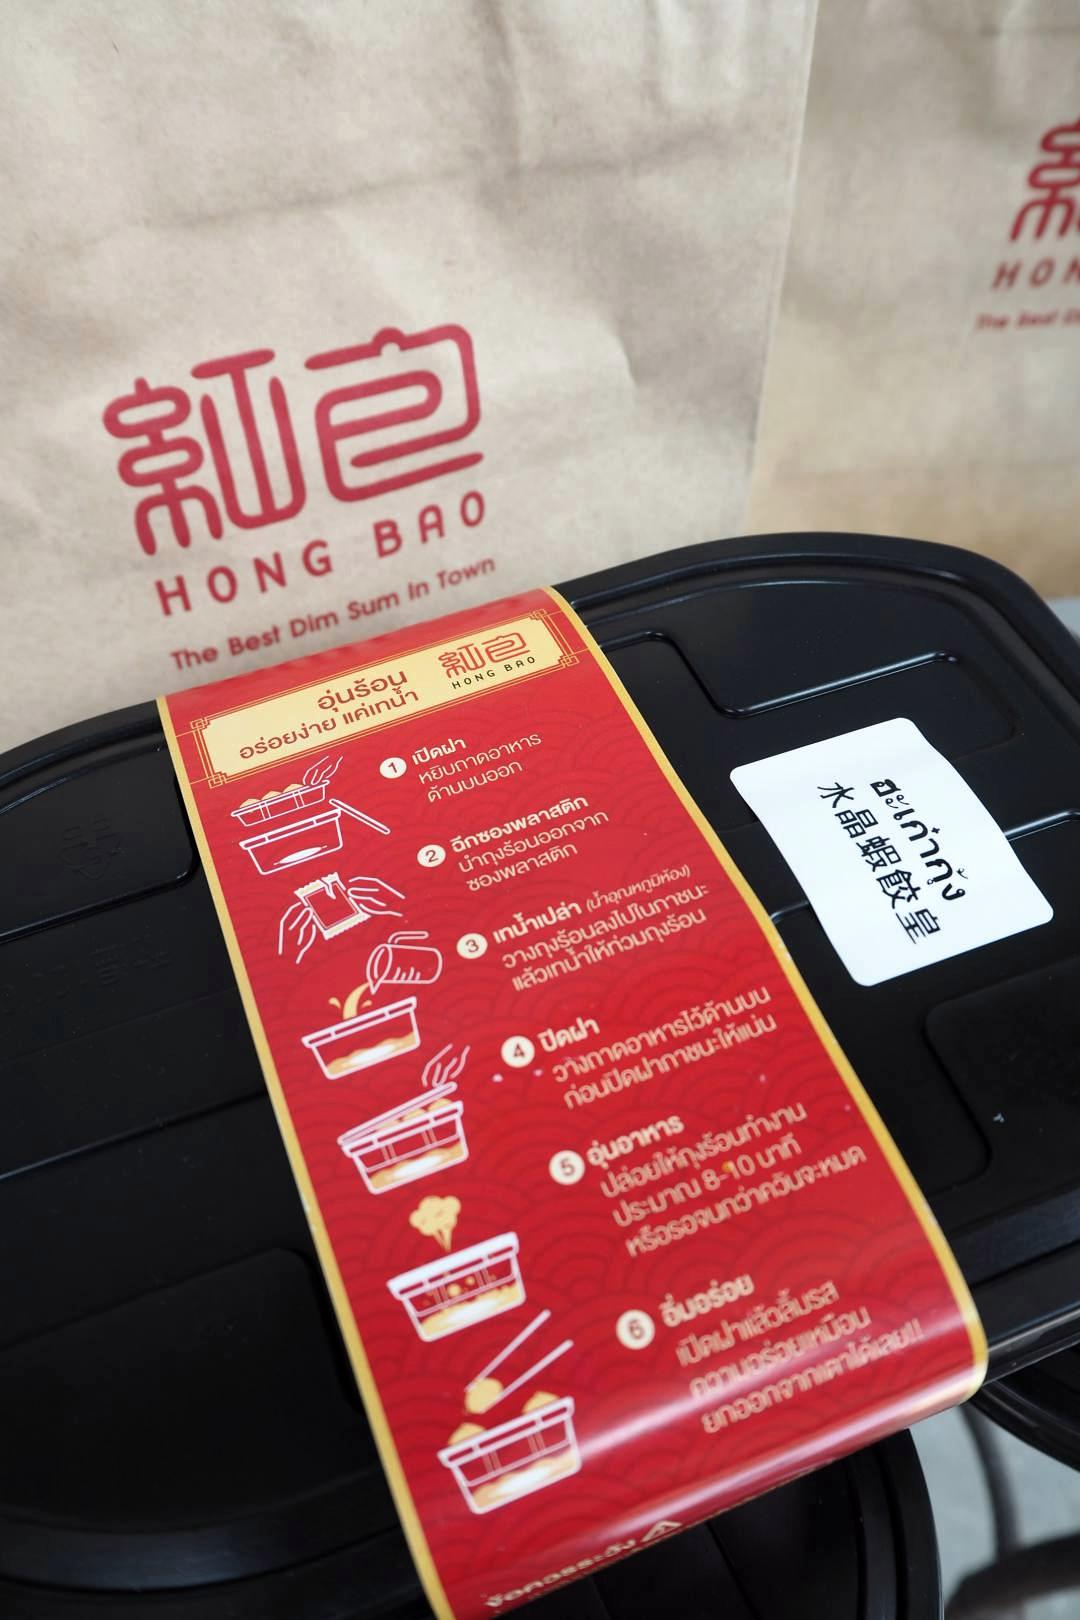 紅包
HONG BAO
The Best Dim Sum In Town
HON
The Best
อุ่นร้อน
อร่อยง่าย แค่เทน้ำ
紅包
HONG BAO
1 เปิดฝา
หยิบถาดอาหาร
ด้านบนออก
2 ฉีกซองพลาสติก
นำถุงร้อนออกจาก
ซองพลาสติก
3 เทน้ำเปล่า (น้ำอุณหภูมิห้อง)
วางถุงร้อนลงไปในภาชนะ
แล้วเทน้ำให้ท่วมถุงร้อน
4 ปิดฝา
วางถาดอาหารไว้ด้านบน
ก่อนปิดฝาภาชนะให้แน่น
5 อุ่นอาหาร
ปล่อยให้ถุงร้อนทำงาน
ประมาณ 8-10 นาที
หรือรอจนกว่าควันจะหมด
6 อิ่มอร่อย
เปิดฝาแล้วลิ้มรส
ความอร่อยเหมือน
ยกออกจากเตาได้เลย!!
ข้อควรระวัง
ฮะเก๋ากุ้ง
水晶蝦餃皇